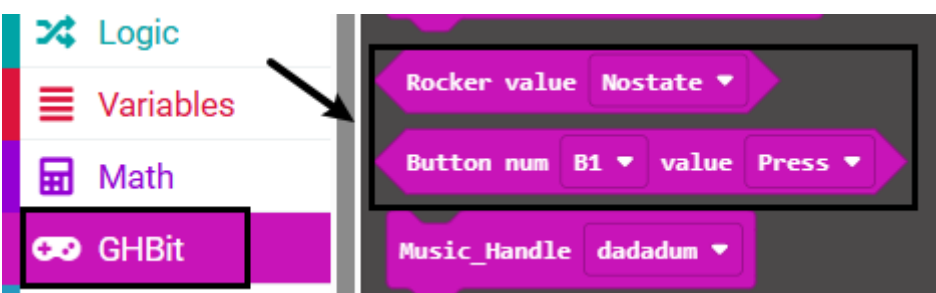 Logic
Variables
Math
GHBit
Rocker value Nostate
Button num B1 value Press
Music_Handle dadadum